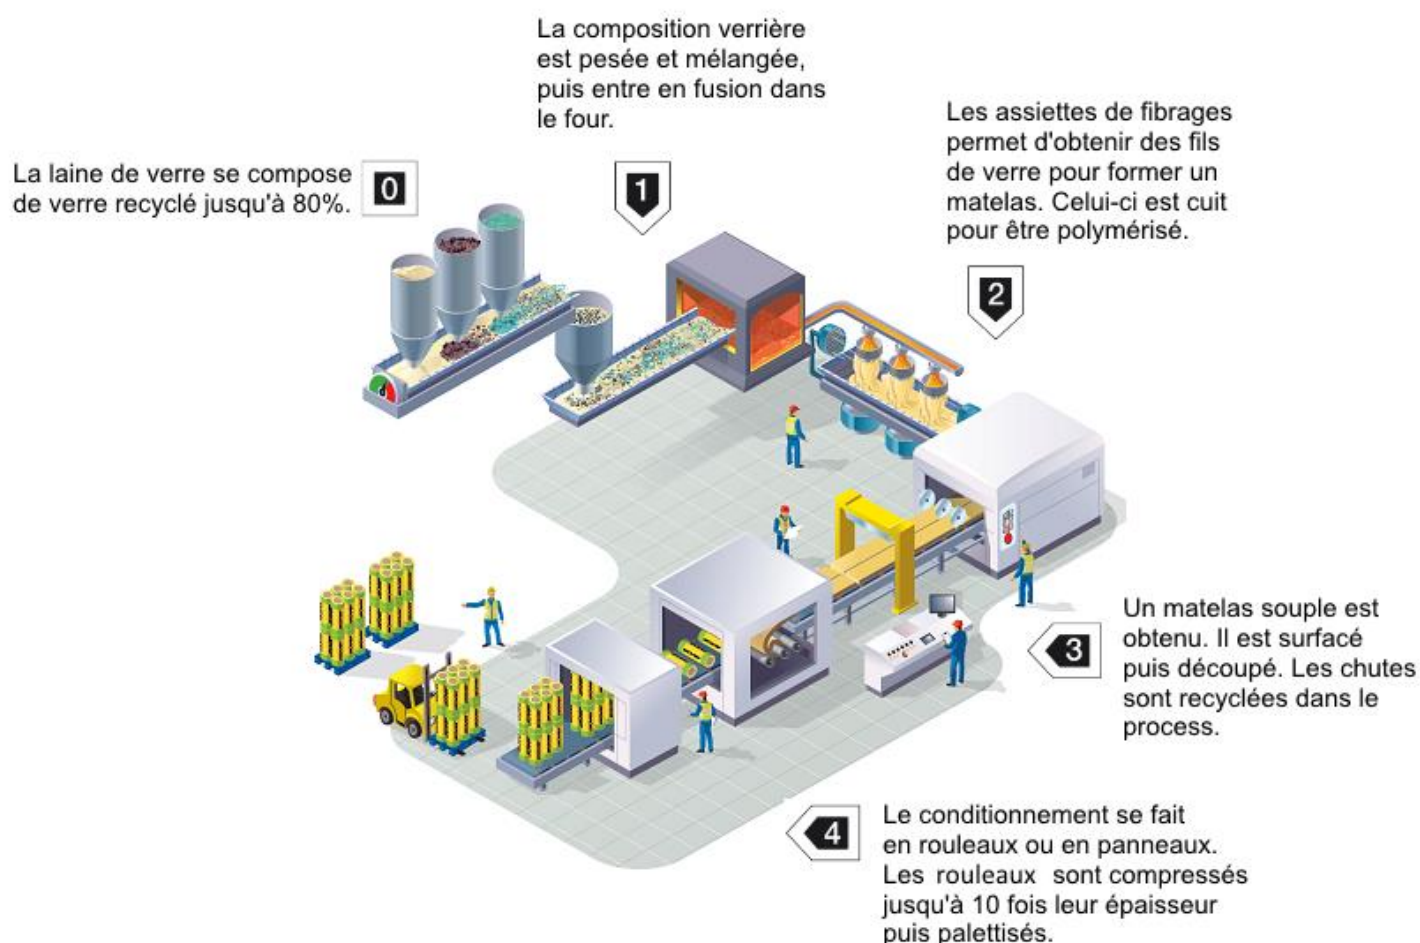 La composition verrière
est pesée et mélangée,
puis entre en fusion dans
le four.
1
La laine de verre se compose
de verre recyclé jusqu'à 80%.
0
Les assiettes de fibrages
permet d'obtenir des fils
de verre pour former un
matelas. Celui-ci est cuit
pour être polymérisé.
2
3
Un matelas souple est
obtenu. Il est surfacé
puis découpé. Les chutes
sont recyclées dans le
process.
4
Le conditionnement se fait
en rouleaux ou en panneaux.
Les rouleaux sont compressés
jusqu'à 10 fois leur épaisseur
puis palettisés.